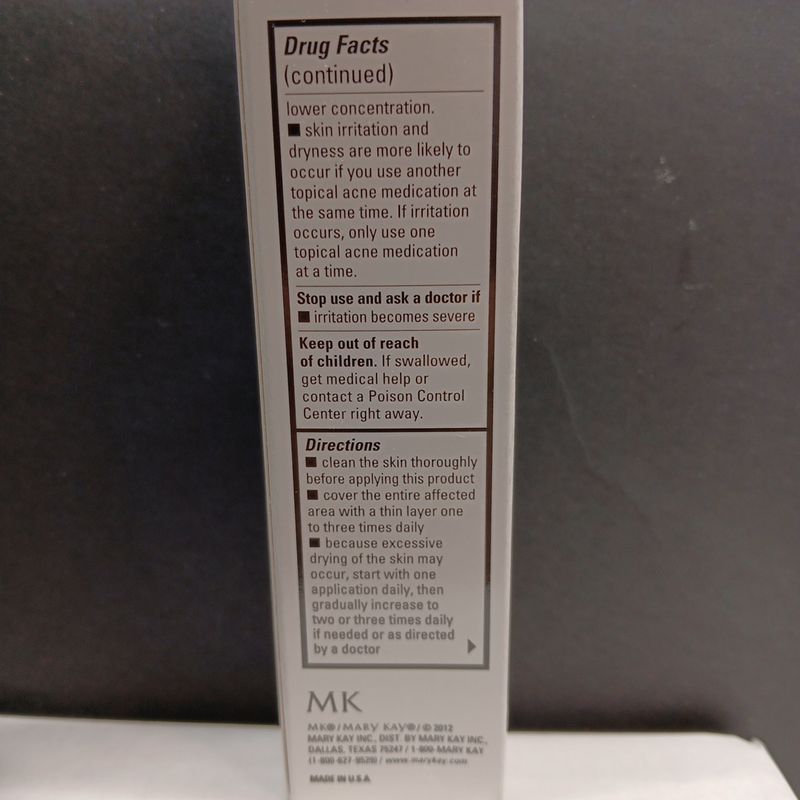 Drug Facts
(continued)
lower concentration.
■ skin irritation and
dryness are more likely to
occur if you use another
topical acne medication at
the same time. If irritation
occurs, only use one
topical acne medication
at a time.
Stop use and ask a doctor if
■ irritation becomes severe
Keep out of reach
of children. If swallowed,
get medical help or
contact a Poison Control
Center right away.
Directions
■ clean the skin thoroughly
before applying this product
■ cover the entire affected
area with a thin layer one
to three times daily
■ because excessive
drying of the skin may
occur, start with one
application daily, then
gradually increase to
two or three times daily
if needed or as directed
by a doctor
MK
MK®/MARY KAY®/© 2012
MARY KAY INC., DIST. BY MARY KAY INC.,
DALLAS, TEXAS 75247 / 1-800-MARY KAY
(1-800-627-9529) / www.marykay.com
MADE IN U.S.A.